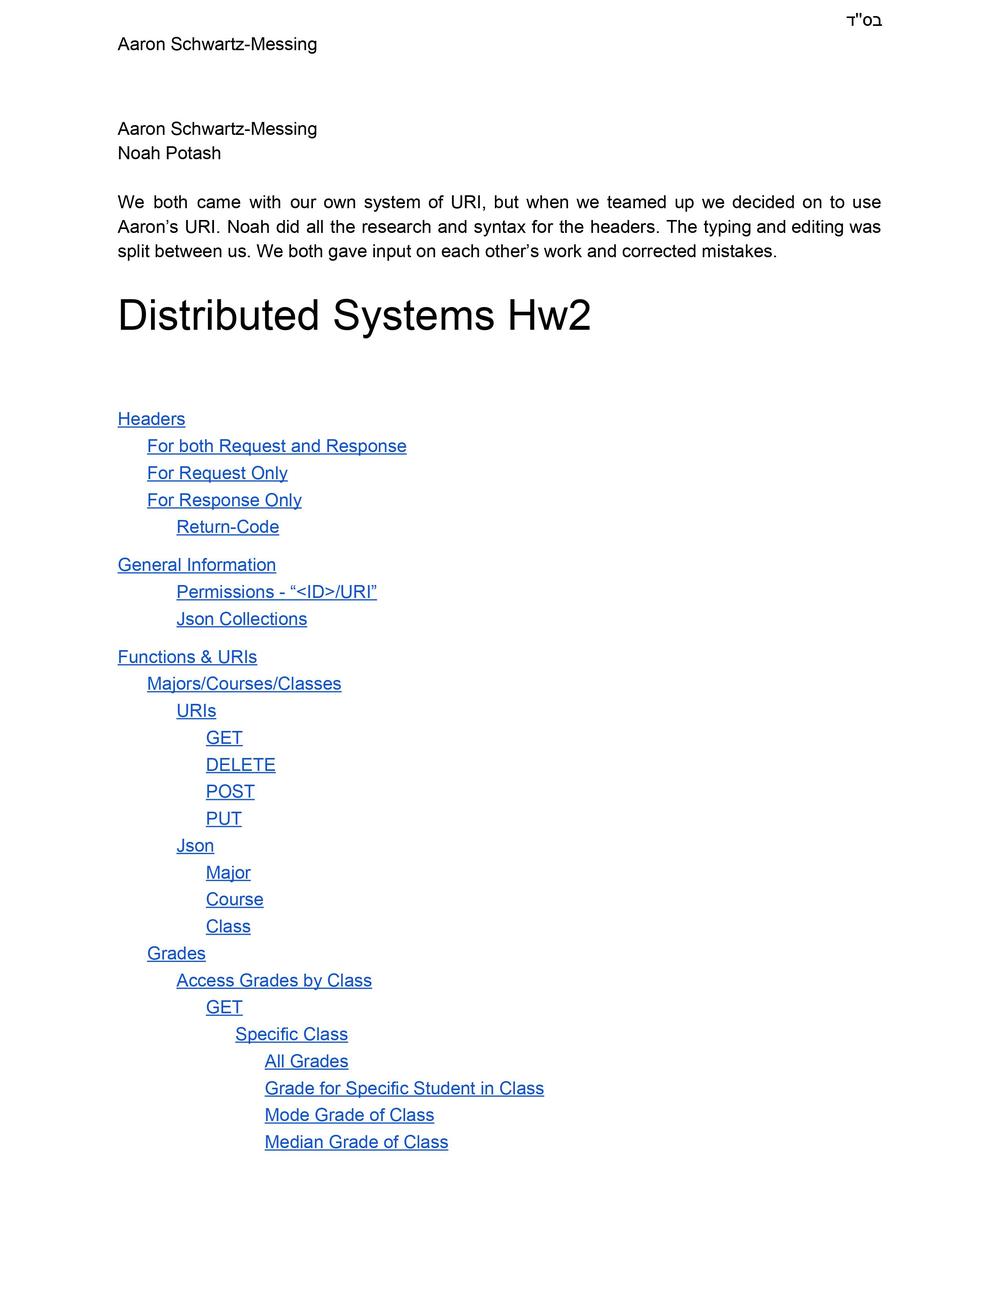 בס"ד
Aaron Schwartz-Messing
Aaron Schwartz-Messing
Noah Potash
We both came with our own system of URI, but when we teamed up we decided on to use
Aaron’s URI. Noah did all the research and syntax for the headers. The typing and editing was
split between us. We both gave input on each other’s work and corrected mistakes.
Distributed Systems Hw2
Headers
For both Request and Response
For Request Only
For Response Only
Return-Code
General Information
Permissions - “<ID>/URI”
Json Collections
Functions & URIs
Majors/Courses/Classes
URIs
GET
DELETE
POST
PUT
Json
Major
Course
Class
Grades
Access Grades by Class
GET
Specific Class
All Grades
Grade for Specific Student in Class
Mode Grade of Class
Median Grade of Class